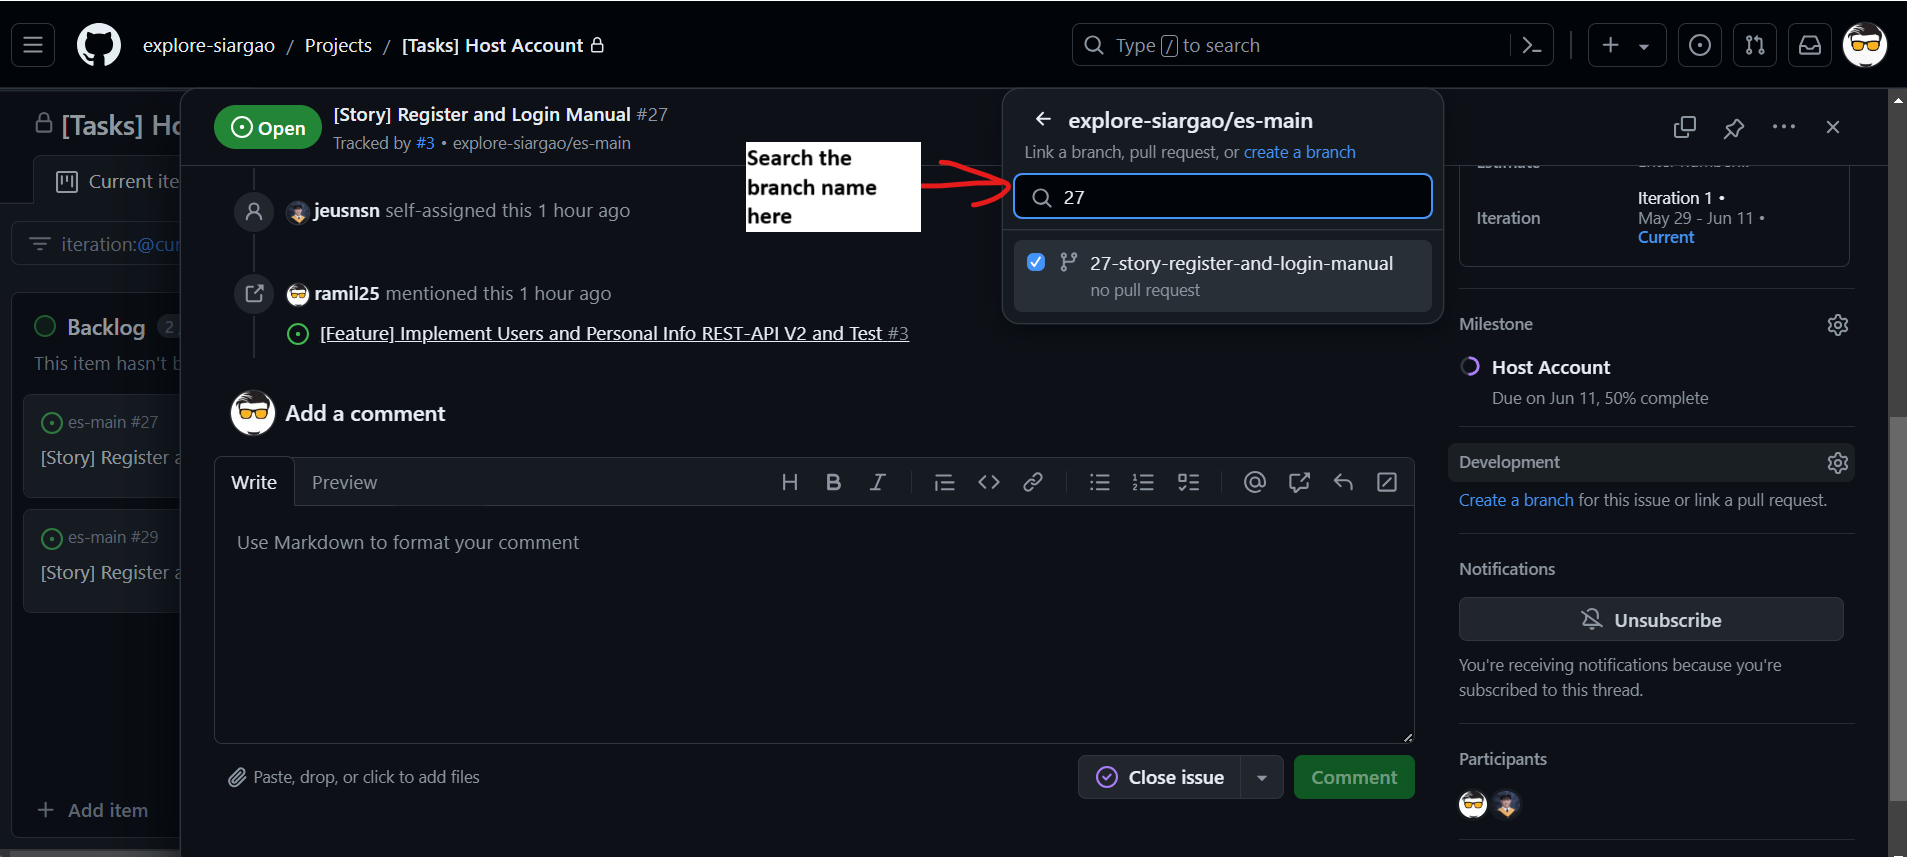 explore-siargao / Projects / [Tasks] Host Account
Type / to search
[Tasks] Ho
Current ite
iteration:@cur
Backlog 2
This item hasn't b
es-main #27
[Story] Register a
es-main #29
[Story] Register a
Add item
Open
[Story] Register and Login Manual #27
Tracked by #3 • explore-siargao/es-main
jeusnsn self-assigned this 1 hour ago
ramil25 mentioned this 1 hour ago
[Feature] Implement Users and Personal Info REST-API V2 and Test #3
Add a comment
Write Preview
Use Markdown to format your comment
Paste, drop, or click to add files
Close issue
Comment
Search the
branch name
here
explore-siargao/es-main
Link a branch, pull request, or create a branch
27
27-story-register-and-login-manual
no pull request
Estimate Enter number...
Iteration
Iteration 1 •
May 29 - Jun 11 •
Current
Milestone
Host Account
Due on Jun 11, 50% complete
Development
Create a branch for this issue or link a pull request.
Notifications
Unsubscribe
You're receiving notifications because you're
subscribed to this thread.
Participants